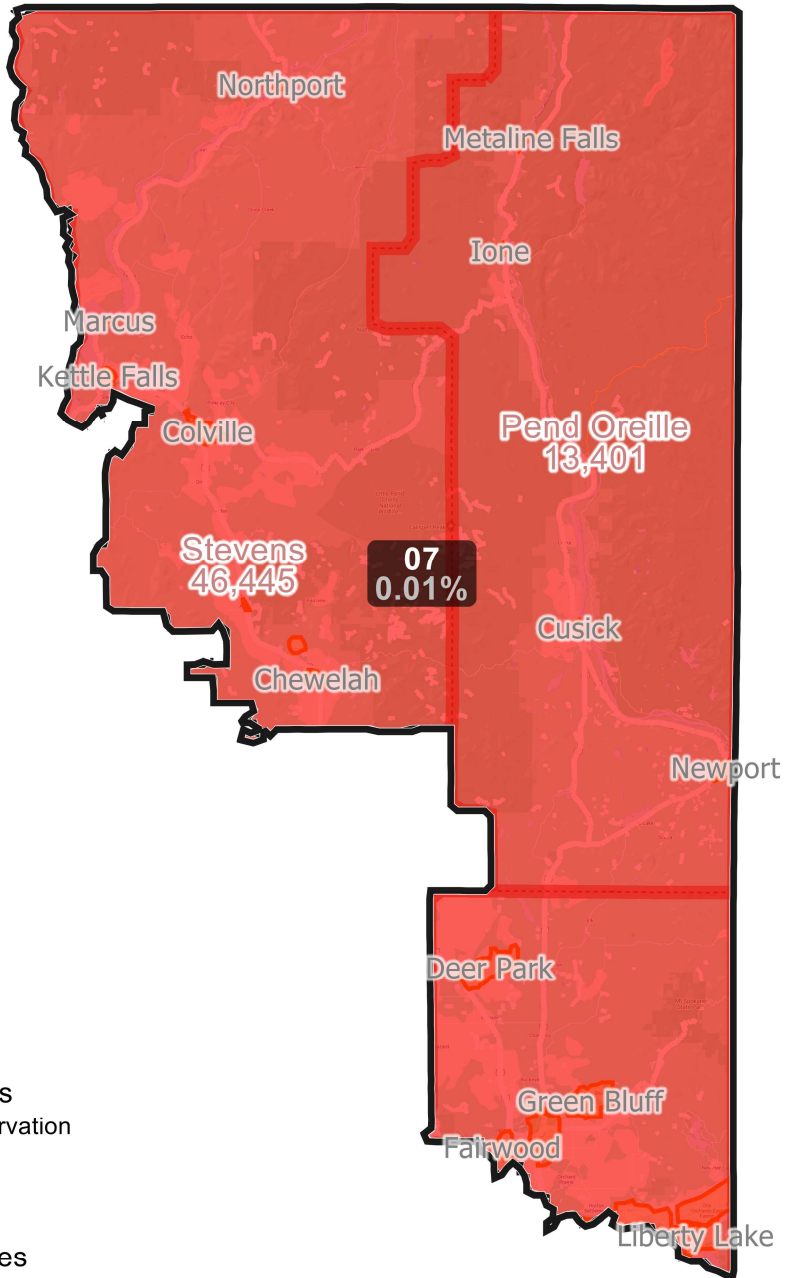 Northport
Metaline Falls
Ione
Marcus
Kettle Falls
Colville
Pend Oreille
13,401
Stevens
46,445
07
0.01%
Cusick
Chewelah
Newport
Deer Park
Green Bluff
Fairwood
Liberty Lake
s
rvation
es